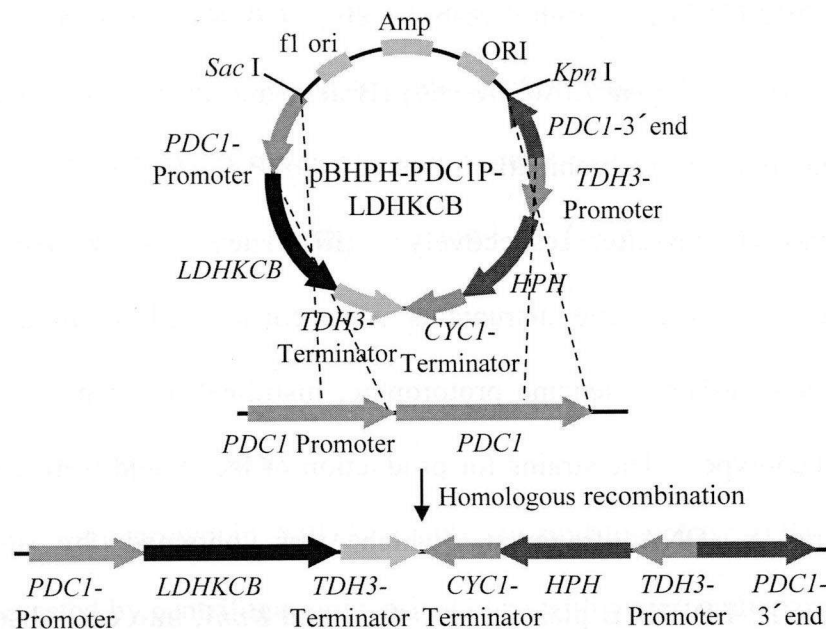 Amp
f1 ori
ORI
Sac I
Kpn I
PDC1-
Promoter
PDC1-3´end
pBHPH-PDC1P-
LDHKCB
TDH3-
Promoter
LDHKCB
HPH
TDH3-
Terminator
CYC1-
Terminator
PDC1 Promoter
PDC1
Homologous recombination
PDC1-
Promoter
LDHKCB
TDH3-
Terminator
CYC1-
Terminator
HPH
TDH3-
Promoter
PDC1-
3´end